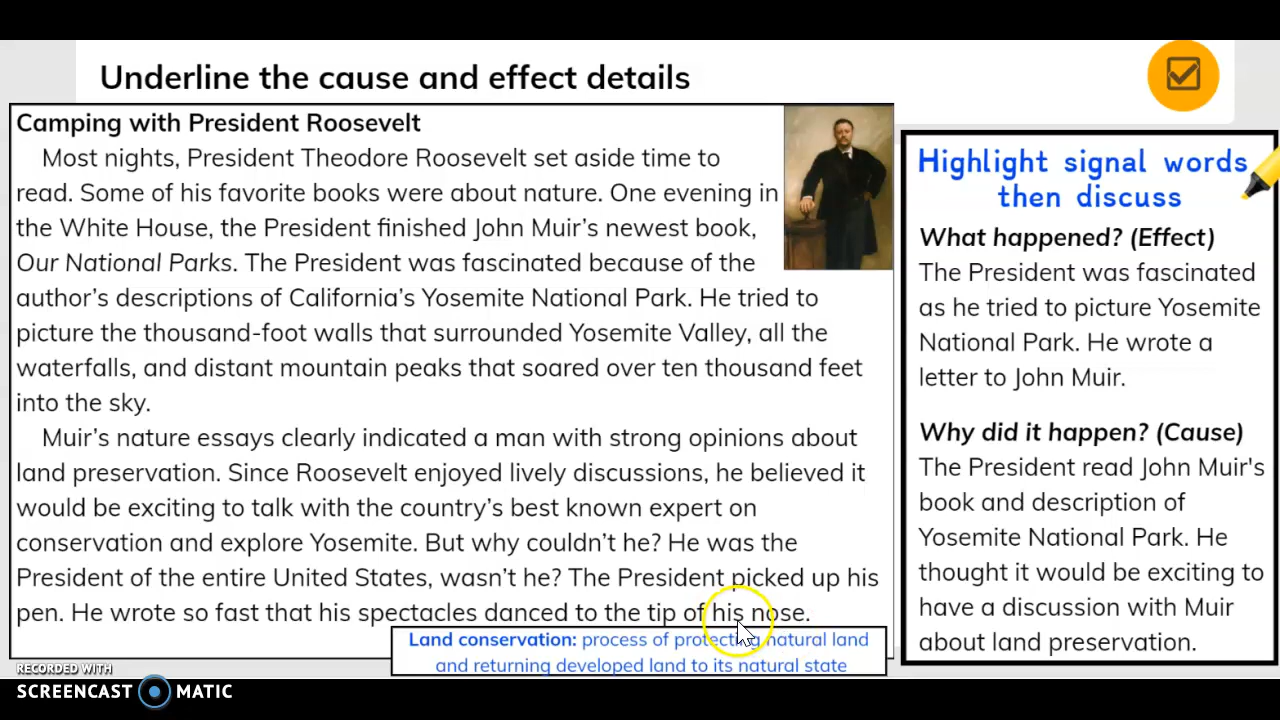 Underline the cause and effect details
Camping with President Roosevelt
Most nights, President Theodore Roosevelt set aside time to
read. Some of his favorite books were about nature. One evening in
the White House, the President finished John Muir's newest book,
Our National Parks. The President was fascinated because of the
author's descriptions of California's Yosemite National Park. He tried to
picture the thousand-foot walls that surrounded Yosemite Valley, all the
waterfalls, and distant mountain peaks that soared over ten thousand feet
into the sky.
Muir's nature essays clearly indicated a man with strong opinions about
land preservation. Since Roosevelt enjoyed lively discussions, he believed it
would be exciting to talk with the country's best known expert on
conservation and explore Yosemite. But why couldn't he? He was the
President of the entire United States, wasn't he? The President picked up his
pen. He wrote so fast that his spectacles danced to the tip of his nose.
Land conservation: process of protecting natural land
and returning developed land to its natural state
Highlight signal words
then discuss
What happened? (Effect)
The President was fascinated
as he tried to picture Yosemite
National Park. He wrote a
letter to John Muir.
Why did it happen? (Cause)
The President read John Muir's
book and description of
Yosemite National Park. He
thought it would be exciting to
have a discussion with Muir
about land preservation.
RECORDED WITH
SCREENCAST MATIC